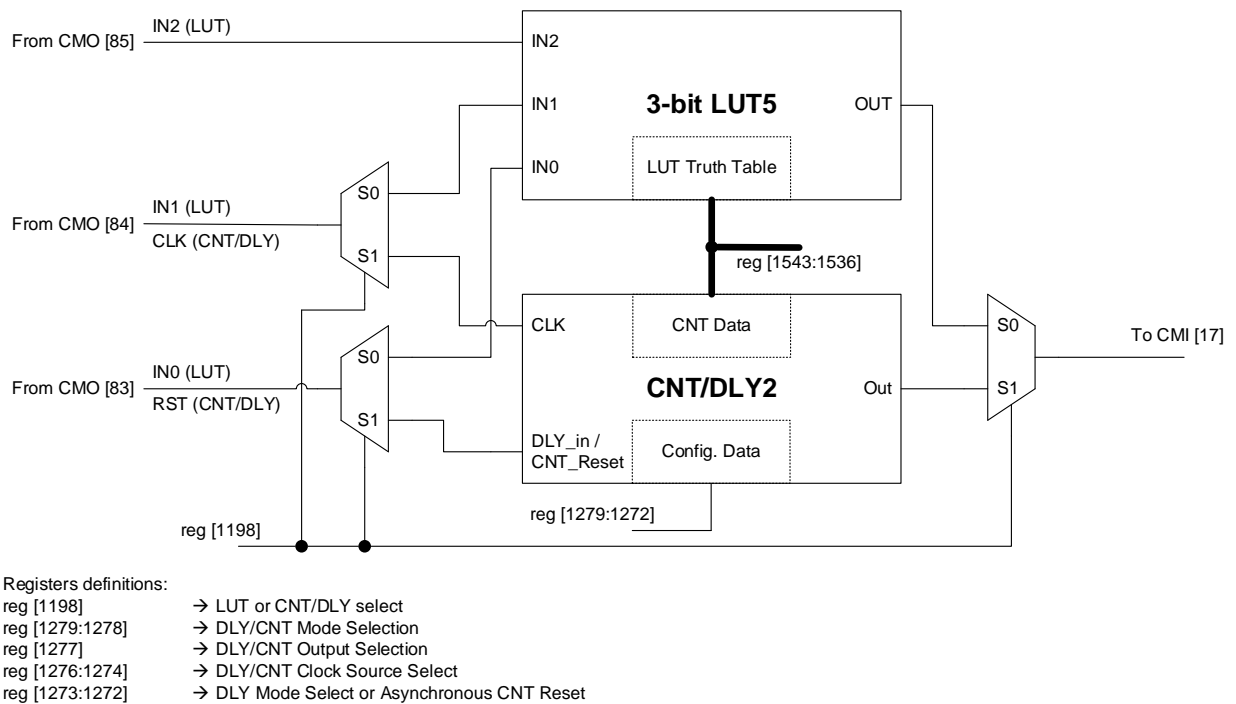 From CMO [85]
IN2 (LUT)
IN2
IN1
3-bit LUT5
OUT
IN0
LUT Truth Table
S0
From CMO [84]
IN1 (LUT)
CLK (CNT/DLY)
S1
reg [1543:1536]
CLK
CNT Data
S0
To CMI [17]
S0
From CMO [83]
IN0 (LUT)
RST (CNT/DLY)
CNT/DLY2
Out
S1
S1
DLY_in /
CNT_Reset
Config. Data
reg [1279:1272]
reg [1198]
Registers definitions:
reg [1198] → LUT or CNT/DLY select
reg [1279:1278] → DLY/CNT Mode Selection
reg [1277] → DLY/CNT Output Selection
reg [1276:1274] → DLY/CNT Clock Source Select
reg [1273:1272] → DLY Mode Select or Asynchronous CNT Reset